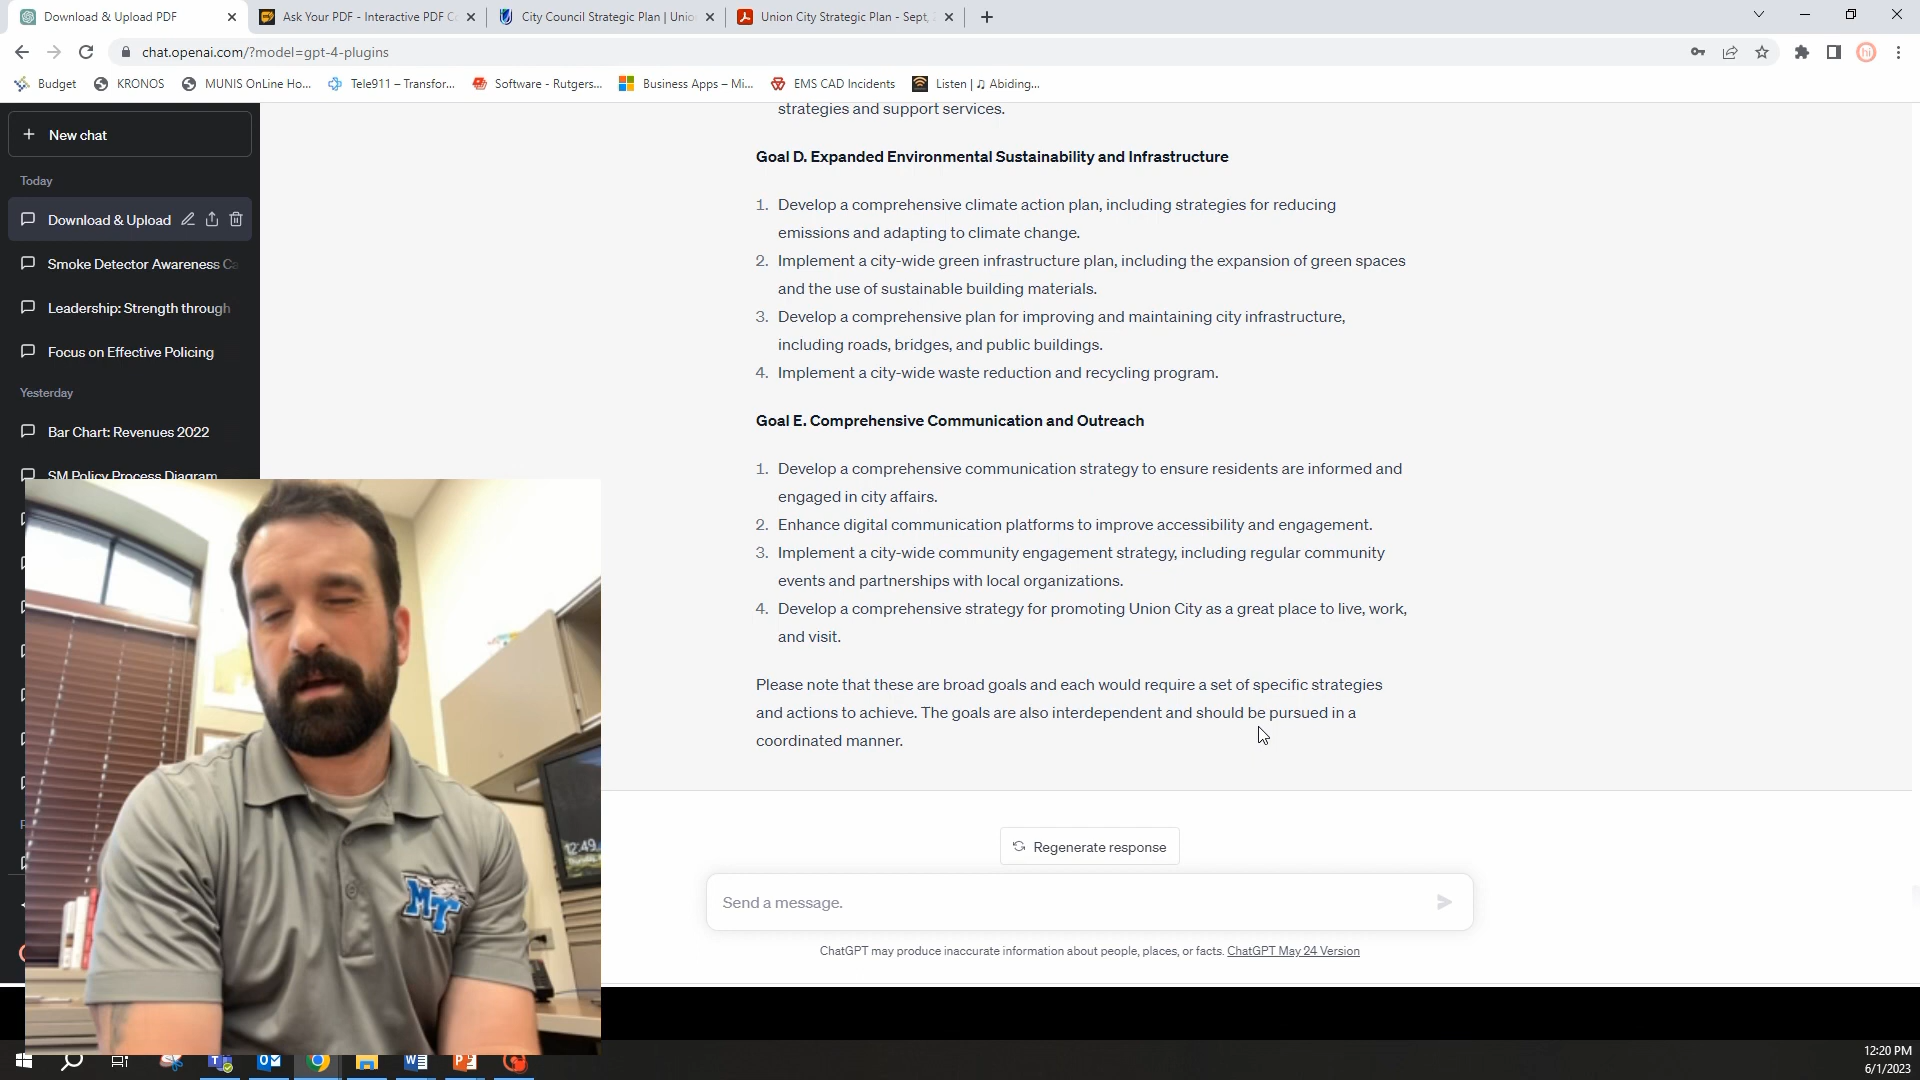 Download & Upload PDF
Ask Your PDF - Interactive PDF C
City Council Strategic Plan | Unio
Union City Strategic Plan - Sept,
chat.openai.com/?model=gpt-4-plugins
hi
Budget
KRONOS
MUNIS OnLine Ho...
Tele911 – Transfor...
Software - Rutgers...
Business Apps – Mi...
EMS CAD Incidents
Listen | ♫ Abiding...
+ New chat
Today
Download & Upload
Smoke Detector Awareness Ca
Leadership: Strength through
Focus on Effective Policing
Yesterday
Bar Chart: Revenues 2022
SM Policy Process Diagram
strategies and support services.
Goal D. Expanded Environmental Sustainability and Infrastructure
1. Develop a comprehensive climate action plan, including strategies for reducing
emissions and adapting to climate change.
2. Implement a city-wide green infrastructure plan, including the expansion of green spaces
and the use of sustainable building materials.
3. Develop a comprehensive plan for improving and maintaining city infrastructure,
including roads, bridges, and public buildings.
4. Implement a city-wide waste reduction and recycling program.
Goal E. Comprehensive Communication and Outreach
1. Develop a comprehensive communication strategy to ensure residents are informed and
engaged in city affairs.
2. Enhance digital communication platforms to improve accessibility and engagement.
3. Implement a city-wide community engagement strategy, including regular community
events and partnerships with local organizations.
4. Develop a comprehensive strategy for promoting Union City as a great place to live, work,
and visit.
Please note that these are broad goals and each would require a set of specific strategies
and actions to achieve. The goals are also interdependent and should be pursued in a
coordinated manner.
Regenerate response
Send a message.
ChatGPT may produce inaccurate information about people, places, or facts. ChatGPT May 24 Version
MT
12:49
12:20 PM
6/1/2023